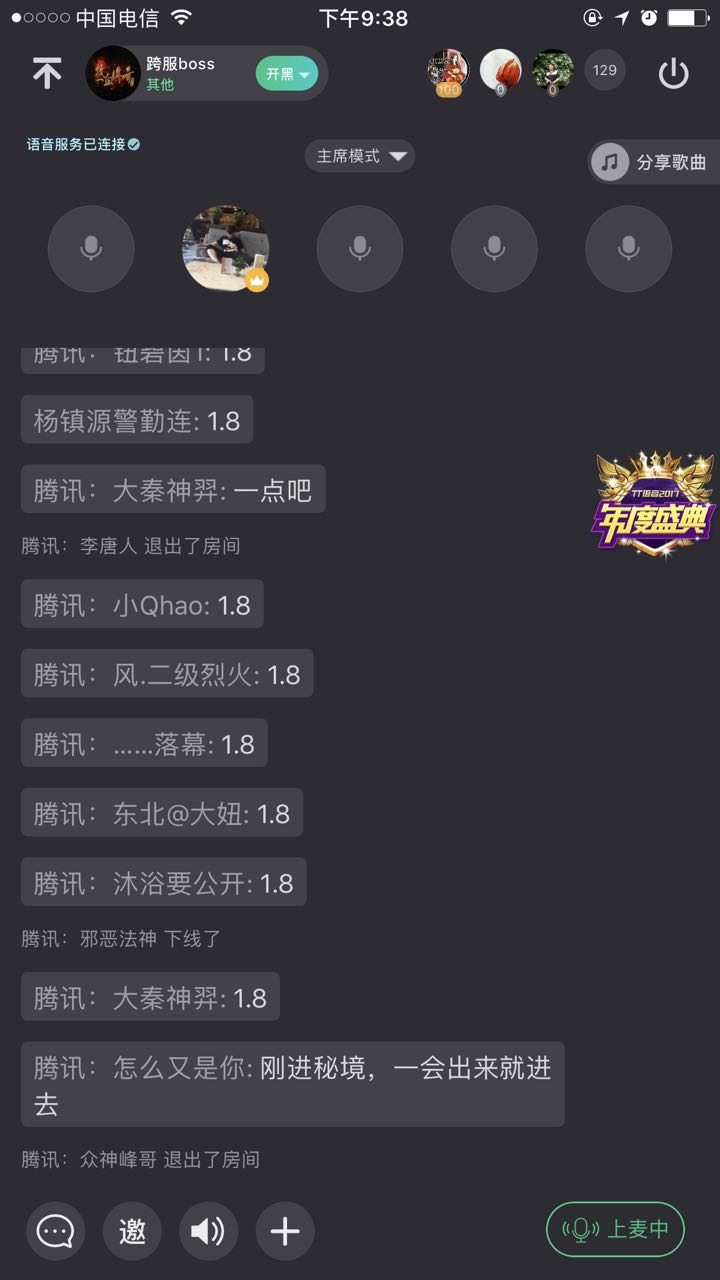 中国电信
下午9:38
跨服boss
其他
开黑
100
0
0
129
语音服务已连接
主席模式
分享歌曲
腾讯：钮碧茵1: 1.8
杨镇源警勤连: 1.8
腾讯：大秦神羿: 一点吧
TT语音2017
年度盛典
腾讯：李唐人 退出了房间
腾讯：小Qhao: 1.8
腾讯：风.二级烈火: 1.8
腾讯：……落幕: 1.8
腾讯：东北@大妞: 1.8
腾讯：沐浴要公开: 1.8
腾讯：邪恶法神 下线了
腾讯：大秦神羿: 1.8
腾讯：怎么又是你: 刚进秘境，一会出来就进
去
腾讯：众神峰哥 退出了房间
邀
上麦中